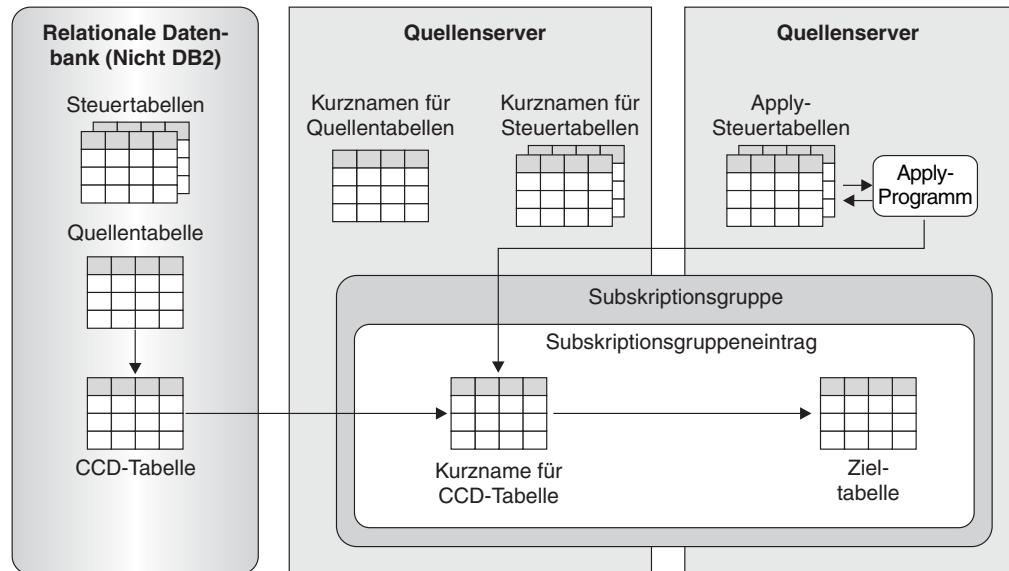 Relationale Daten-
bank (Nicht DB2)
Steuertabellen
Quellentabelle
CCD-Tabelle
Quellenserver
Kurznamen für
Quellentabellen
Kurznamen für
Steuertabellen
Quellenserver
Apply-
Steuertabellen
Apply-
Programm
Subskriptionsgruppe
Subskriptionsgruppeneintrag
Kurzname für
CCD-Tabelle
Ziel-
tabelle